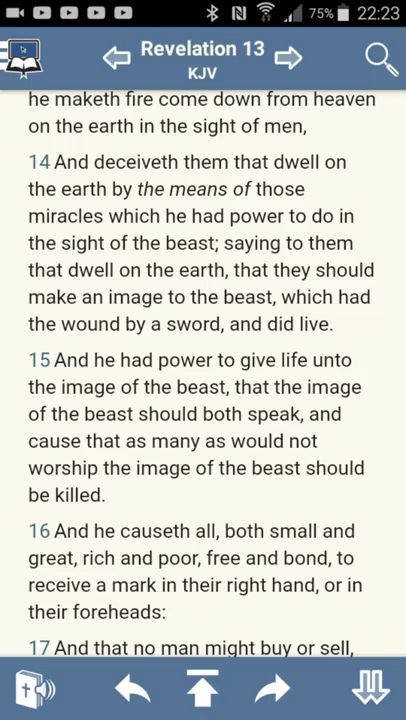 75% 22:23
Revelation 13
KJV
he maketh fire come down from heaven
on the earth in the sight of men,
14 And deceiveth them that dwell on
the earth by the means of those
miracles which he had power to do in
the sight of the beast; saying to them
that dwell on the earth, that they should
make an image to the beast, which had
the wound by a sword, and did live.
15 And he had power to give life unto
the image of the beast, that the image
of the beast should both speak, and
cause that as many as would not
worship the image of the beast should
be killed.
16 And he causeth all, both small and
great, rich and poor, free and bond, to
receive a mark in their right hand, or in
their foreheads:
17 And that no man might buy or sell,